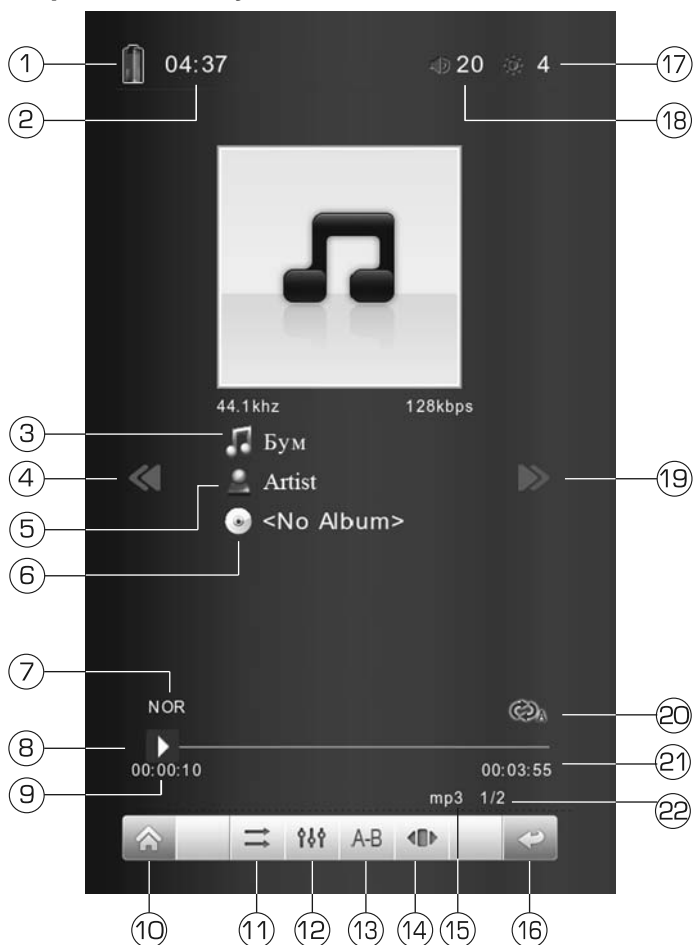 ① 04:37 20 4 ⑰
② ⑱
44.1khz 128kbps
③ Бум
④ Artist ⑲
⑤ <No Album>
⑥
⑦ NOR
⑧ ⑳
00:00:10 00:03:55 ㉑
⑨ mp3 1/2 ㉒
A-B
⑩ ⑪ ⑫ ⑬ ⑭ ⑮ ⑯